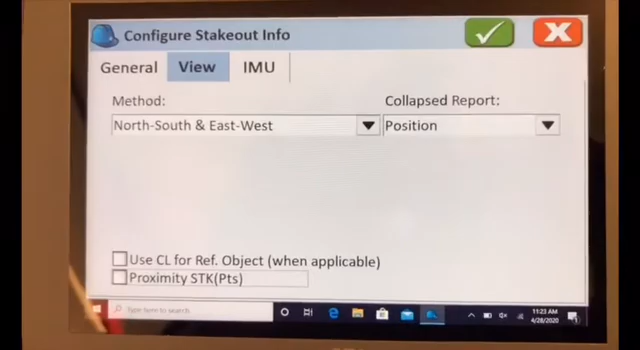 Configure Stakeout Info
General View IMU
Method: Collapsed Report:
North-South & East-West Position
Use CL for Ref. Object (when applicable)
Proximity STK(Pts)
Type here to search
11:23 AM
4/28/2020